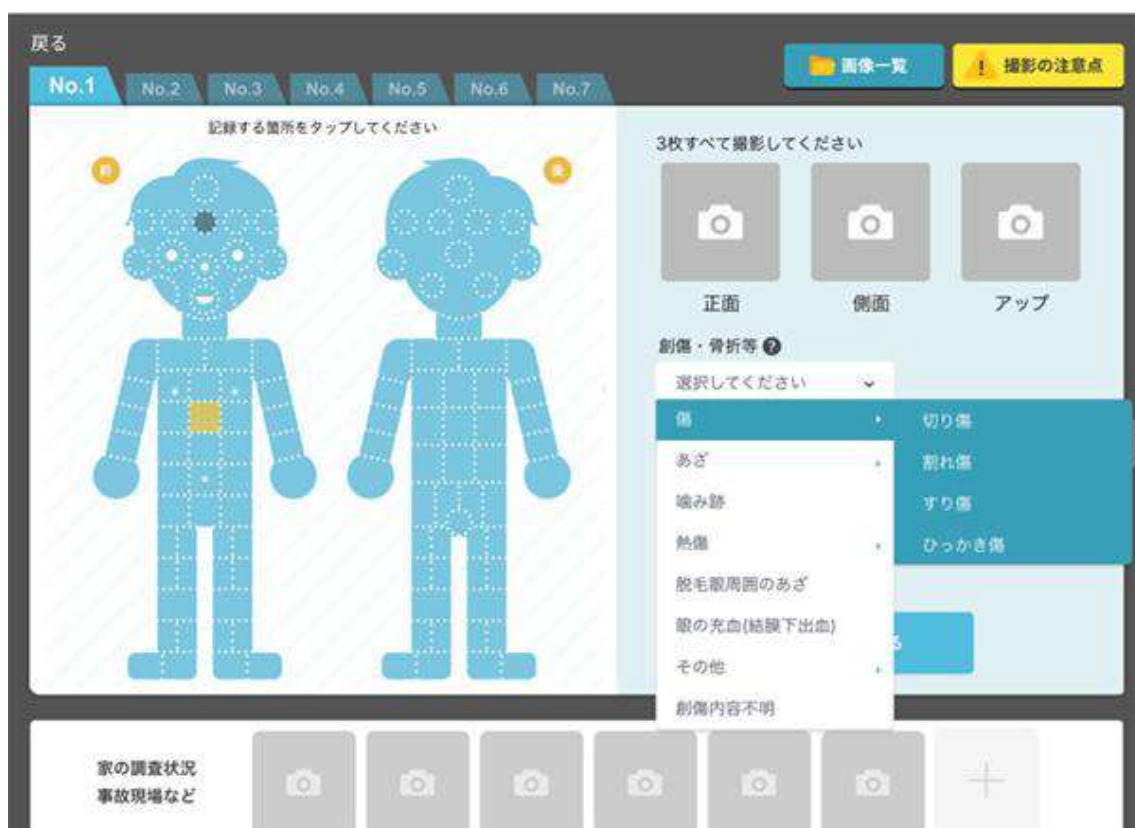 戻る
画像一覧
! 撮影の注意点
No.1
No.2
No.3
No.4
No.5
No.6
No.7
記録する箇所をタップしてください
前
後
3枚すべて撮影してください
正面
側面
アップ
創傷・骨折等 ?
選択してください
傷
切り傷
あざ
割れ傷
噛み跡
すり傷
熱傷
ひっかき傷
脱毛眼周囲のあざ
眼の充血(結膜下出血)
る
その他
創傷内容不明
家の調査状況
事故現場など